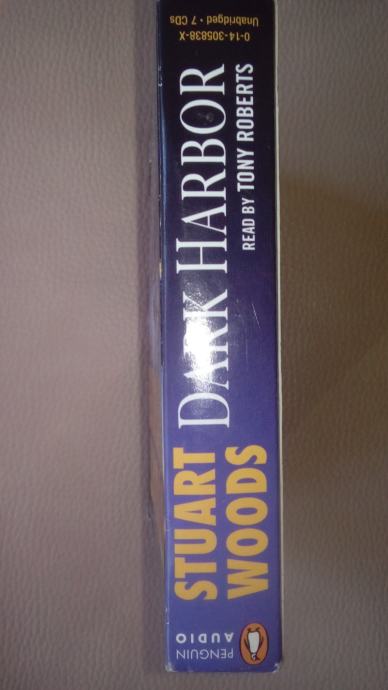 STUART
WOODS
DARK HARBOR
READ BY TONY ROBERTS
PENGUIN
AUDIO
0-14-305838-X
Unabridged • 7 CDs